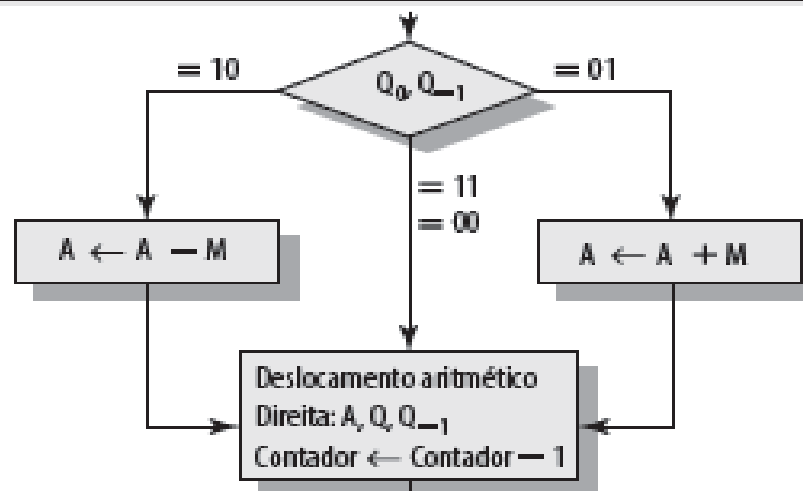 Q₀, Q₋₁
= 10
= 01
= 11
= 00
A ← A − M
A ← A + M
Deslocamento aritmético
Direita: A, Q, Q₋₁
Contador ← Contador − 1